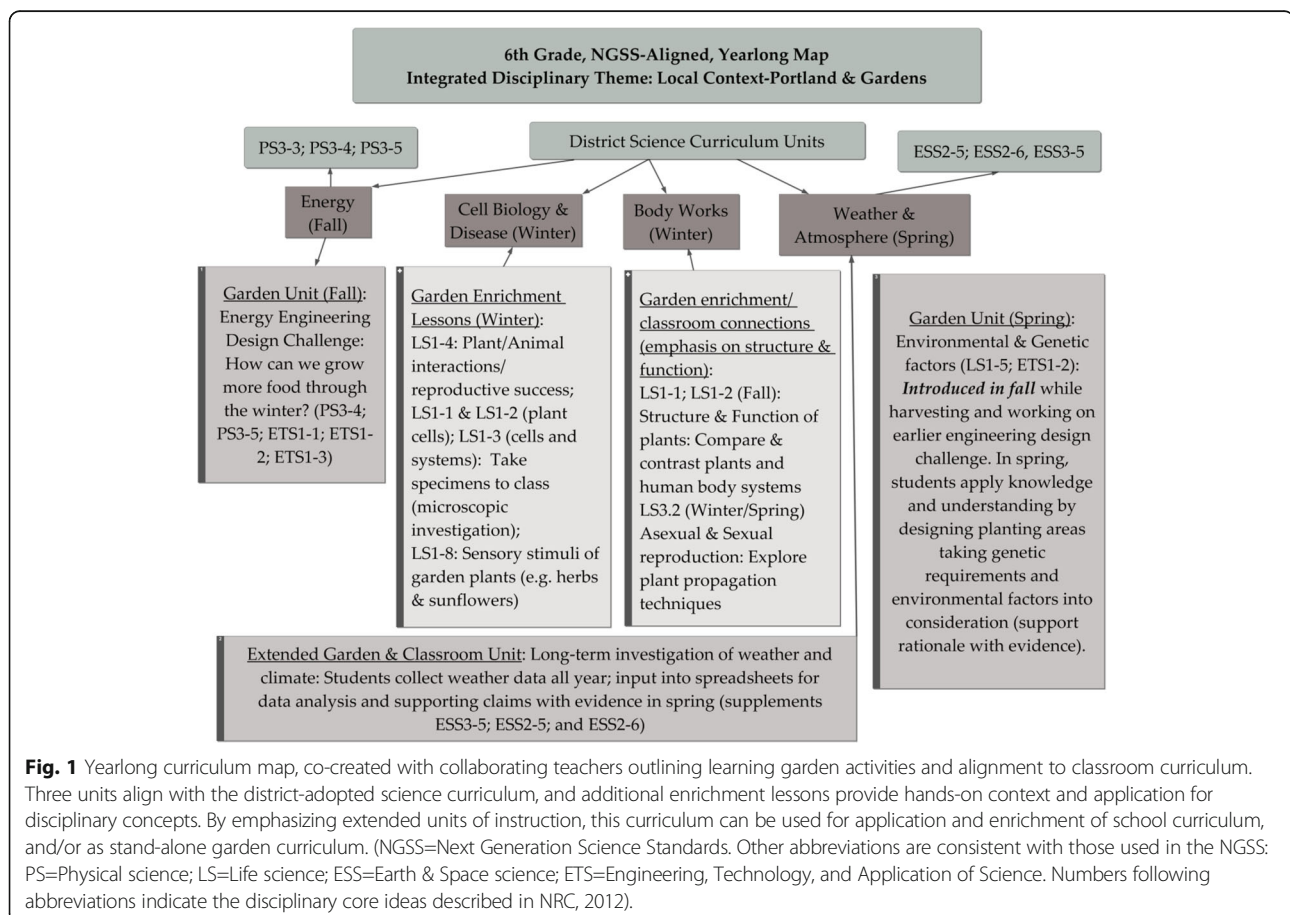 6th Grade, NGSS-Aligned, Yearlong Map
Integrated Disciplinary Theme: Local Context-Portland & Gardens
PS3-3; PS3-4; PS3-5
District Science Curriculum Units
ESS2-5; ESS2-6, ESS3-5
Energy
(Fall)
Cell Biology &
Disease (Winter)
Body Works
(Winter)
Weather &
Atmosphere (Spring)
1
Garden Unit (Fall):
Energy Engineering
Design Challenge:
How can we grow
more food through
the winter? (PS3-4;
PS3-5; ETS1-1; ETS1-
2; ETS1-3)
Garden Enrichment
Lessons (Winter):
LS1-4: Plant/Animal
interactions/
reproductive success;
LS1-1 & LS1-2 (plant
cells); LS1-3 (cells and
systems): Take
specimens to class
(microscopic
investigation);
LS1-8: Sensory stimuli of
garden plants (e.g. herbs
& sunflowers)
Garden enrichment/
classroom connections
(emphasis on structure &
function):
LS1-1; LS1-2 (Fall):
Structure & Function of
plants: Compare &
contrast plants and
human body systems
LS3.2 (Winter/Spring)
Asexual & Sexual
reproduction: Explore
plant propagation
techniques
3
Garden Unit (Spring):
Environmental & Genetic
factors (LS1-5; ETS1-2):
Introduced in fall while
harvesting and working on
earlier engineering design
challenge. In spring,
students apply knowledge
and understanding by
designing planting areas
taking genetic
requirements and
environmental factors into
consideration (support
rationale with evidence).
2
Extended Garden & Classroom Unit: Long-term investigation of weather and
climate: Students collect weather data all year; input into spreadsheets for
data analysis and supporting claims with evidence in spring (supplements
ESS3-5; ESS2-5; and ESS2-6)
Fig. 1 Yearlong curriculum map, co-created with collaborating teachers outlining learning garden activities and alignment to classroom curriculum.
Three units align with the district-adopted science curriculum, and additional enrichment lessons provide hands-on context and application for
disciplinary concepts. By emphasizing extended units of instruction, this curriculum can be used for application and enrichment of school curriculum,
and/or as stand-alone garden curriculum. (NGSS=Next Generation Science Standards. Other abbreviations are consistent with those used in the NGSS:
PS=Physical science; LS=Life science; ESS=Earth & Space science; ETS=Engineering, Technology, and Application of Science. Numbers following
abbreviations indicate the disciplinary core ideas described in NRC, 2012).